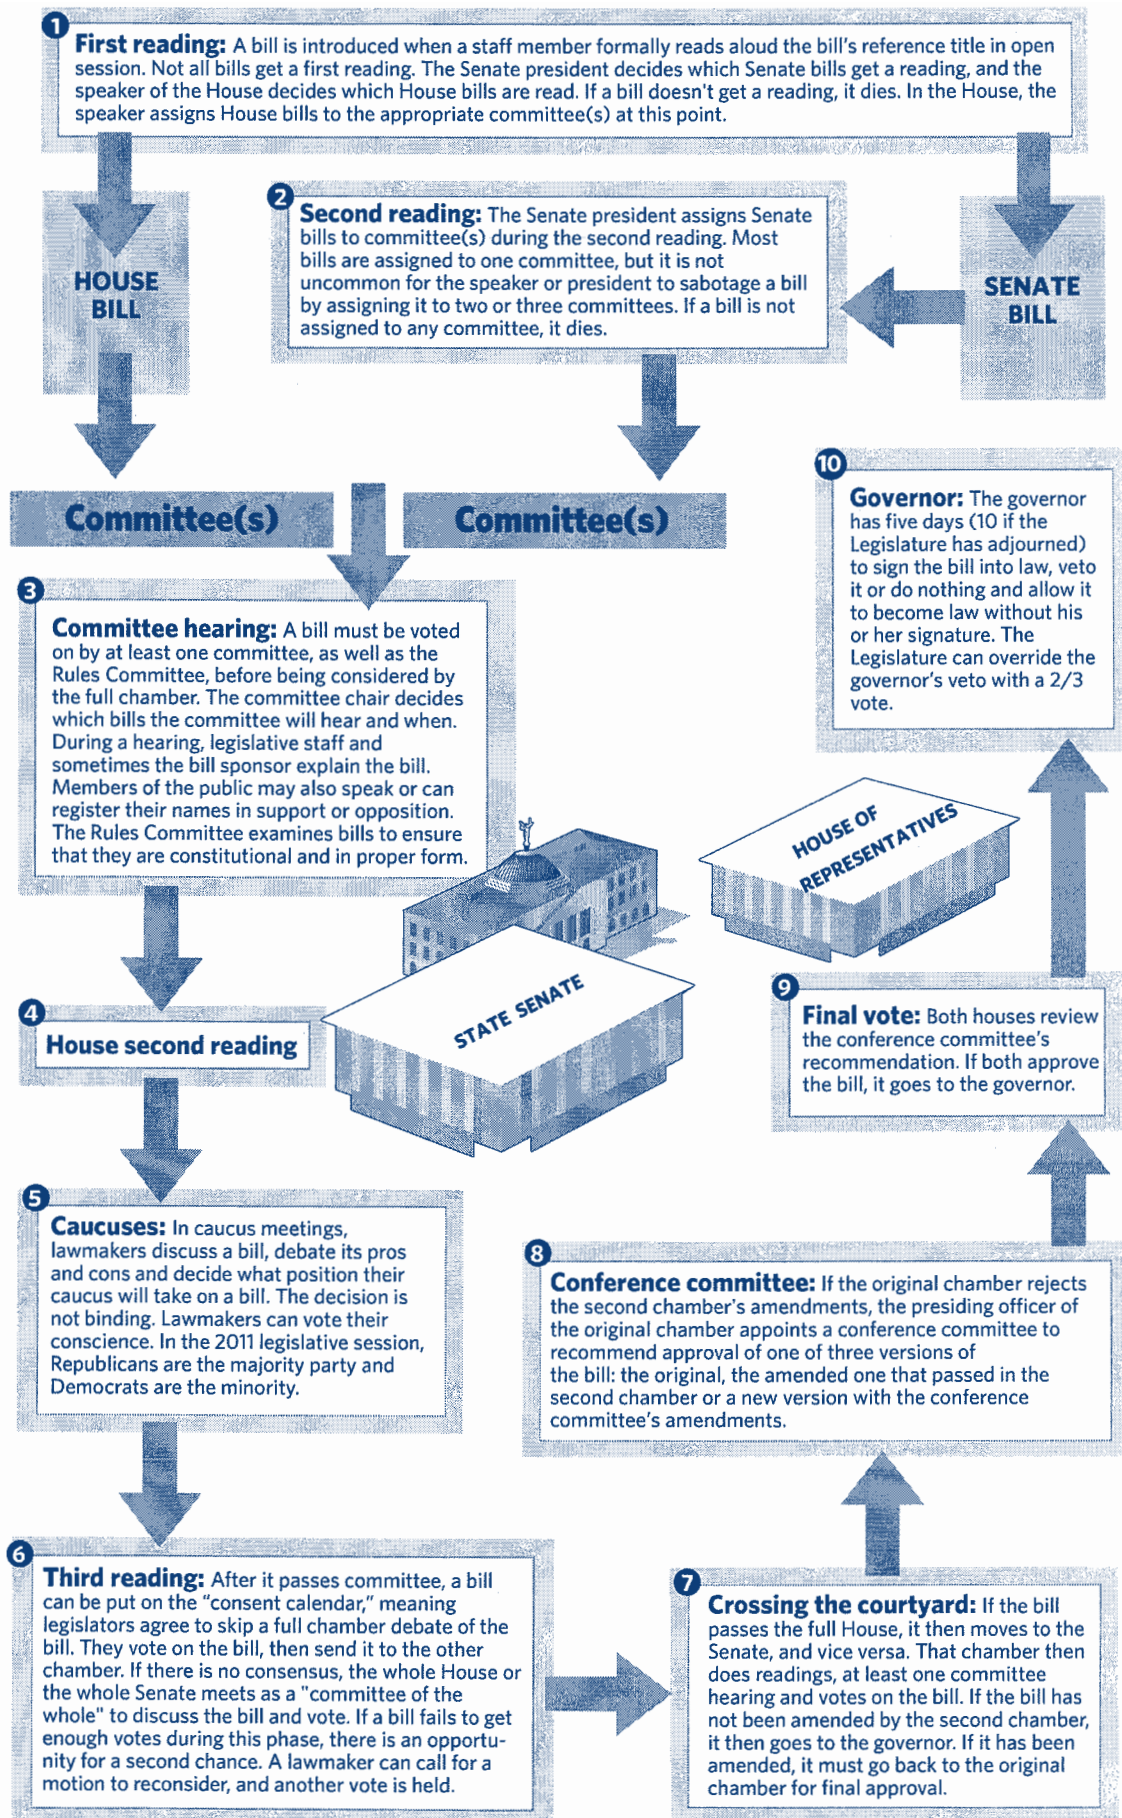 1
First reading: A bill is introduced when a staff member formally reads aloud the bill's reference title in open
session. Not all bills get a first reading. The Senate president decides which Senate bills get a reading, and the
speaker of the House decides which House bills are read. If a bill doesn't get a reading, it dies. In the House, the
speaker assigns House bills to the appropriate committee(s) at this point.
HOUSE
BILL
2
Second reading: The Senate president assigns Senate
bills to committee(s) during the second reading. Most
bills are assigned to one committee, but it is not
uncommon for the speaker or president to sabotage a bill
by assigning it to two or three committees. If a bill is not
assigned to any committee, it dies.
SENATE
BILL
Committee(s)
Committee(s)
3
Committee hearing: A bill must be voted
on by at least one committee, as well as the
Rules Committee, before being considered by
the full chamber. The committee chair decides
which bills the committee will hear and when.
During a hearing, legislative staff and
sometimes the bill sponsor explain the bill.
Members of the public may also speak or can
register their names in support or opposition.
The Rules Committee examines bills to ensure
that they are constitutional and in proper form.
4
House second reading
STATE SENATE
HOUSE OF
REPRESENTATIVES
5
Caucuses: In caucus meetings,
lawmakers discuss a bill, debate its pros
and cons and decide what position their
caucus will take on a bill. The decision is
not binding. Lawmakers can vote their
conscience. In the 2011 legislative session,
Republicans are the majority party and
Democrats are the minority.
6
Third reading: After it passes committee, a bill
can be put on the "consent calendar," meaning
legislators agree to skip a full chamber debate of the
bill. They vote on the bill, then send it to the other
chamber. If there is no consensus, the whole House or
the whole Senate meets as a "committee of the
whole" to discuss the bill and vote. If a bill fails to get
enough votes during this phase, there is an opportu-
nity for a second chance. A lawmaker can call for a
motion to reconsider, and another vote is held.
7
Crossing the courtyard: If the bill
passes the full House, it then moves to the
Senate, and vice versa. That chamber then
does readings, at least one committee
hearing and votes on the bill. If the bill has
not been amended by the second chamber,
it then goes to the governor. If it has been
amended, it must go back to the original
chamber for final approval.
8
Conference committee: If the original chamber rejects
the second chamber's amendments, the presiding officer of
the original chamber appoints a conference committee to
recommend approval of one of three versions of
the bill: the original, the amended one that passed in the
second chamber or a new version with the conference
committee's amendments.
9
Final vote: Both houses review
the conference committee's
recommendation. If both approve
the bill, it goes to the governor.
10
Governor: The governor
has five days (10 if the
Legislature has adjourned)
to sign the bill into law, veto
it or do nothing and allow it
to become law without his
or her signature. The
Legislature can override the
governor's veto with a 2/3
vote.